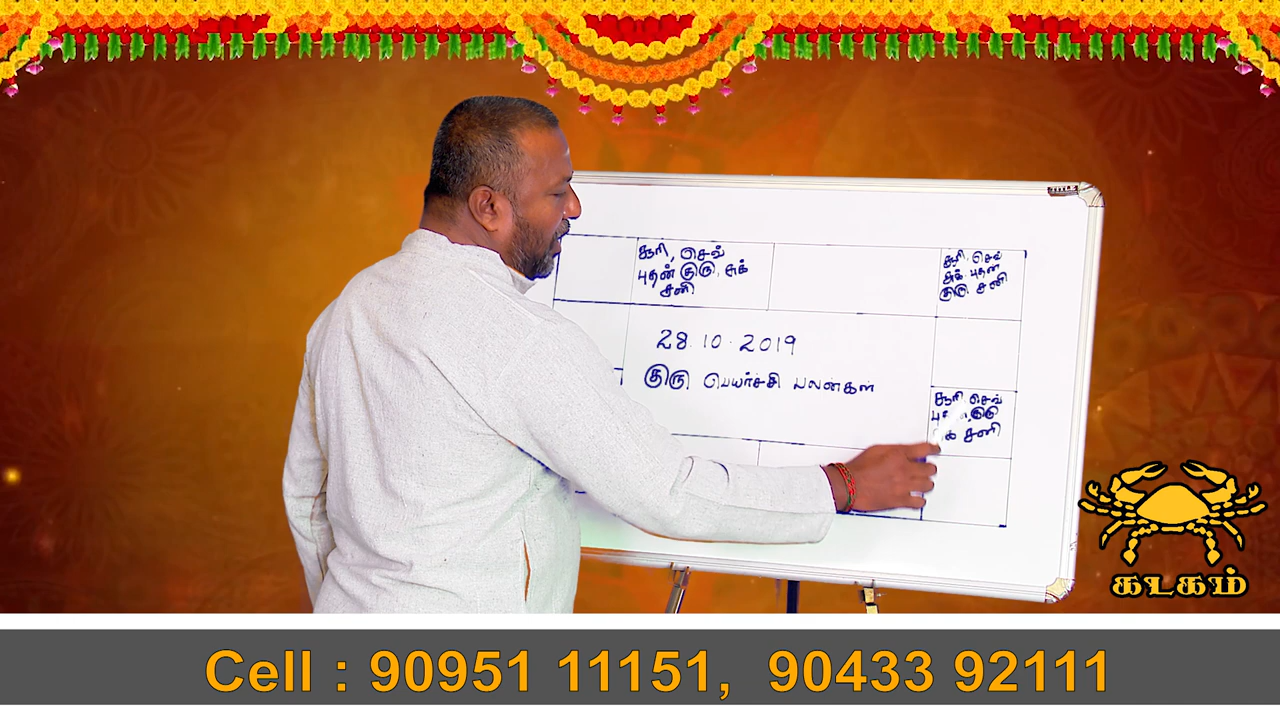 சூரி, செவ்
புதன் குரு, சுக்
சனி
சூரி, செவ்
சுக், புதன்
குரு, சனி
28.10.2019
குரு பெயர்ச்சி பலன்கள்
சூரி, செவ்
குரு
சனி
கடகம்
Cell : 90951 11151, 90433 92111